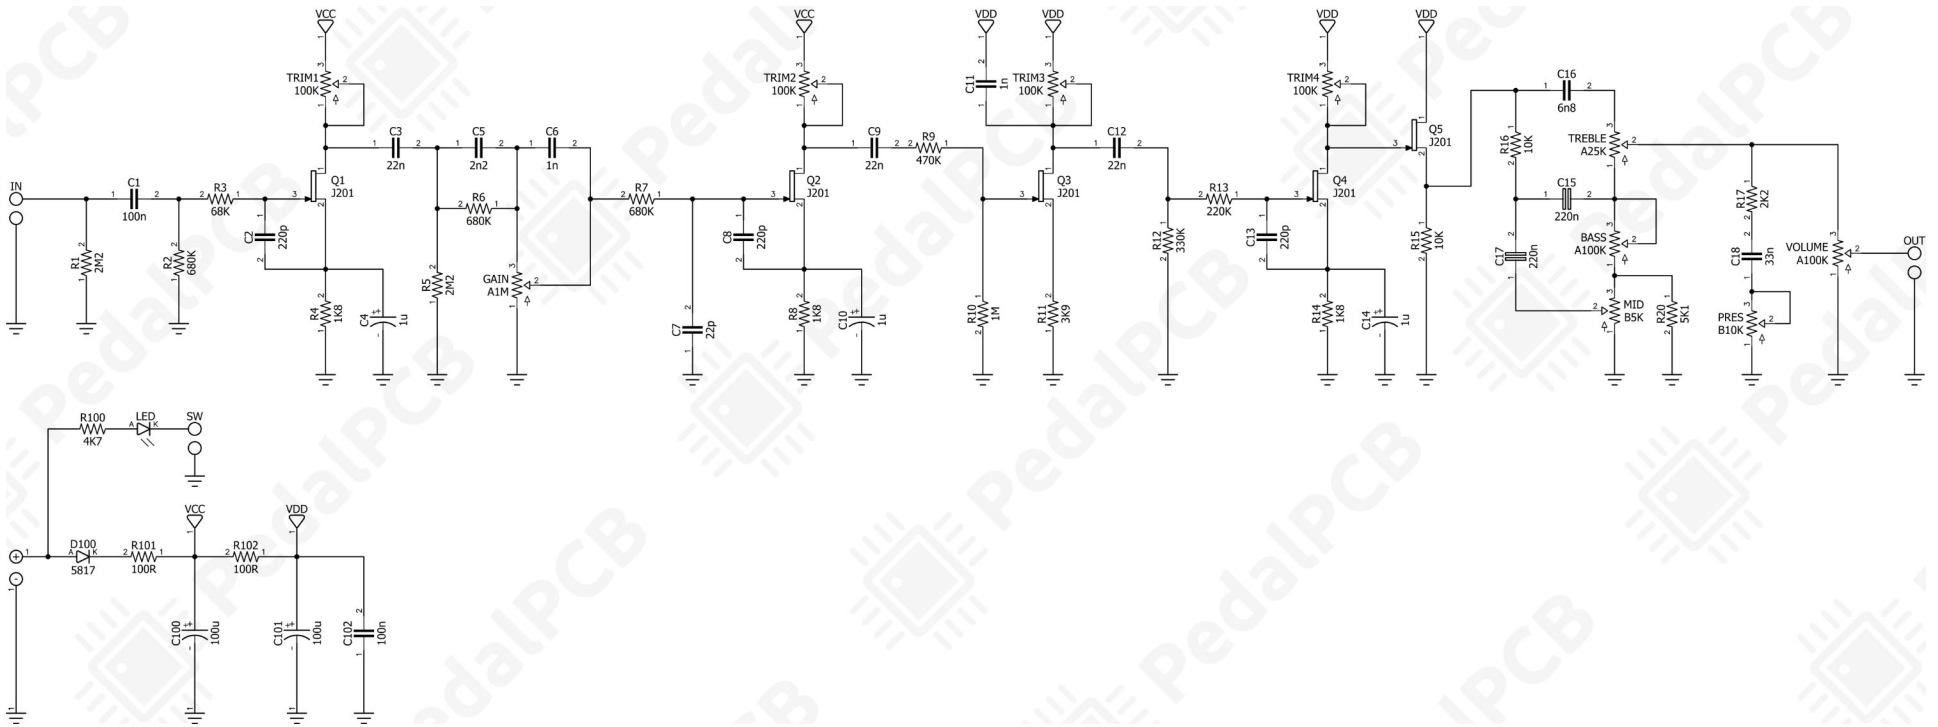 VCC
TRIM1
100K
IN
C1
100n
R1
2M2
R2
680K
R3
68K
C2
220p
Q1
J201
R4
1K8
C4
1u
C3
22n
R5
2M2
C5
2n2
R6
680K
C6
1n
GAIN
A1M
R7
680K
C7
22p
C8
220p
VCC
TRIM2
100K
Q2
J201
R8
1K8
C10
1u
C9
22n
R9
470K
R10
1M
VDD
C11
1n
VDD
TRIM3
100K
Q3
J201
R11
3K9
C12
22n
R12
330K
R13
220K
C13
220p
VDD
TRIM4
100K
Q4
J201
R14
1K8
C14
1u
VDD
Q5
J201
R15
10K
R16
10K
C16
6n8
TREBLE
A25K
C15
220n
C17
220n
BASS
A100K
MID
B5K
R20
5K1
R17
2K2
C18
33n
PRES
B10K
VOLUME
A100K
OUT
R100
4K7
LED
A K
SW
D100
A K
5817
R101
100R
VCC
R102
100R
VDD
C100
100u
C101
100u
C102
100n
+
-
PedalPCB